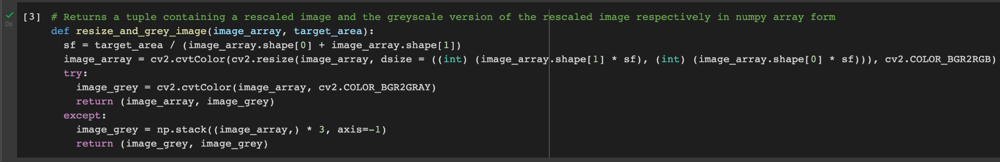 [3] # Returns a tuple containing a rescaled image and the greyscale version of the rescaled image respectively in numpy array form
0s
def resize_and_grey_image(image_array, target_area):
  sf = target_area / (image_array.shape[0] + image_array.shape[1])
  image_array = cv2.cvtColor(cv2.resize(image_array, dsize = ((int) (image_array.shape[1] * sf), (int) (image_array.shape[0] * sf))), cv2.COLOR_BGR2RGB)
  try:
    image_grey = cv2.cvtColor(image_array, cv2.COLOR_BGR2GRAY)
    return (image_array, image_grey)
  except:
    image_grey = np.stack((image_array,) * 3, axis=-1)
    return (image_grey, image_grey)